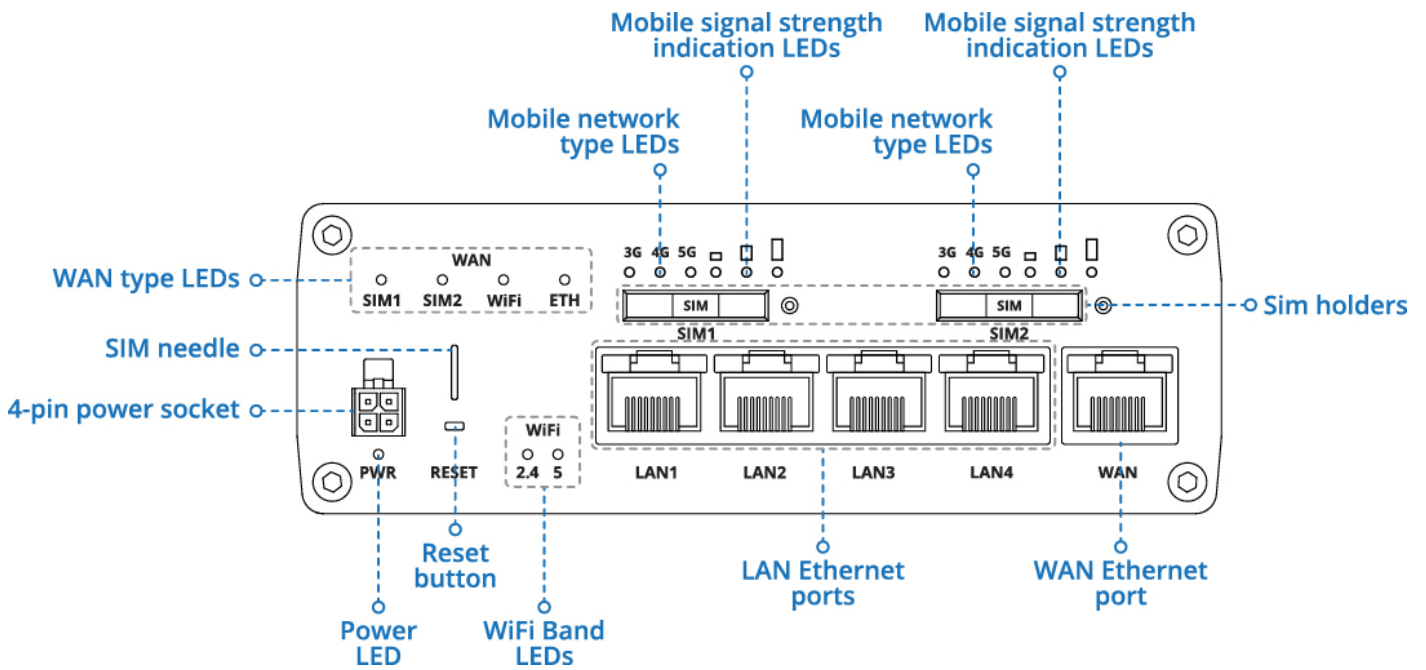 Mobile signal strength
indication LEDs
Mobile signal strength
indication LEDs
Mobile network
type LEDs
Mobile network
type LEDs
WAN type LEDs
WAN
SIM1 SIM2 WiFi ETH
3G 4G 5G
SIM
SIM1
3G 4G 5G
SIM
SIM2
Sim holders
SIM needle
4-pin power socket
PWR
RESET
WiFi
2.4 5
LAN1 LAN2 LAN3 LAN4 WAN
Reset
button
LAN Ethernet
ports
WAN Ethernet
port
Power
LED
WiFi Band
LEDs